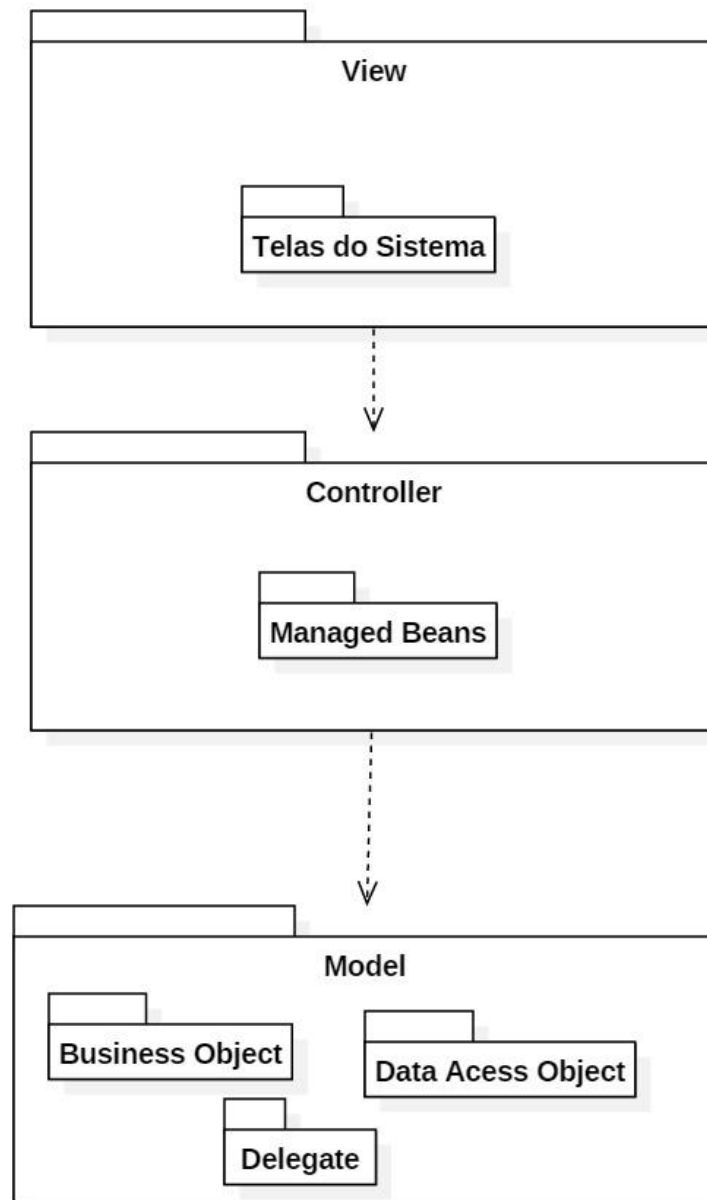 View
Telas do Sistema
Controller
Managed Beans
Model
Business Object
Data Acess Object
Delegate